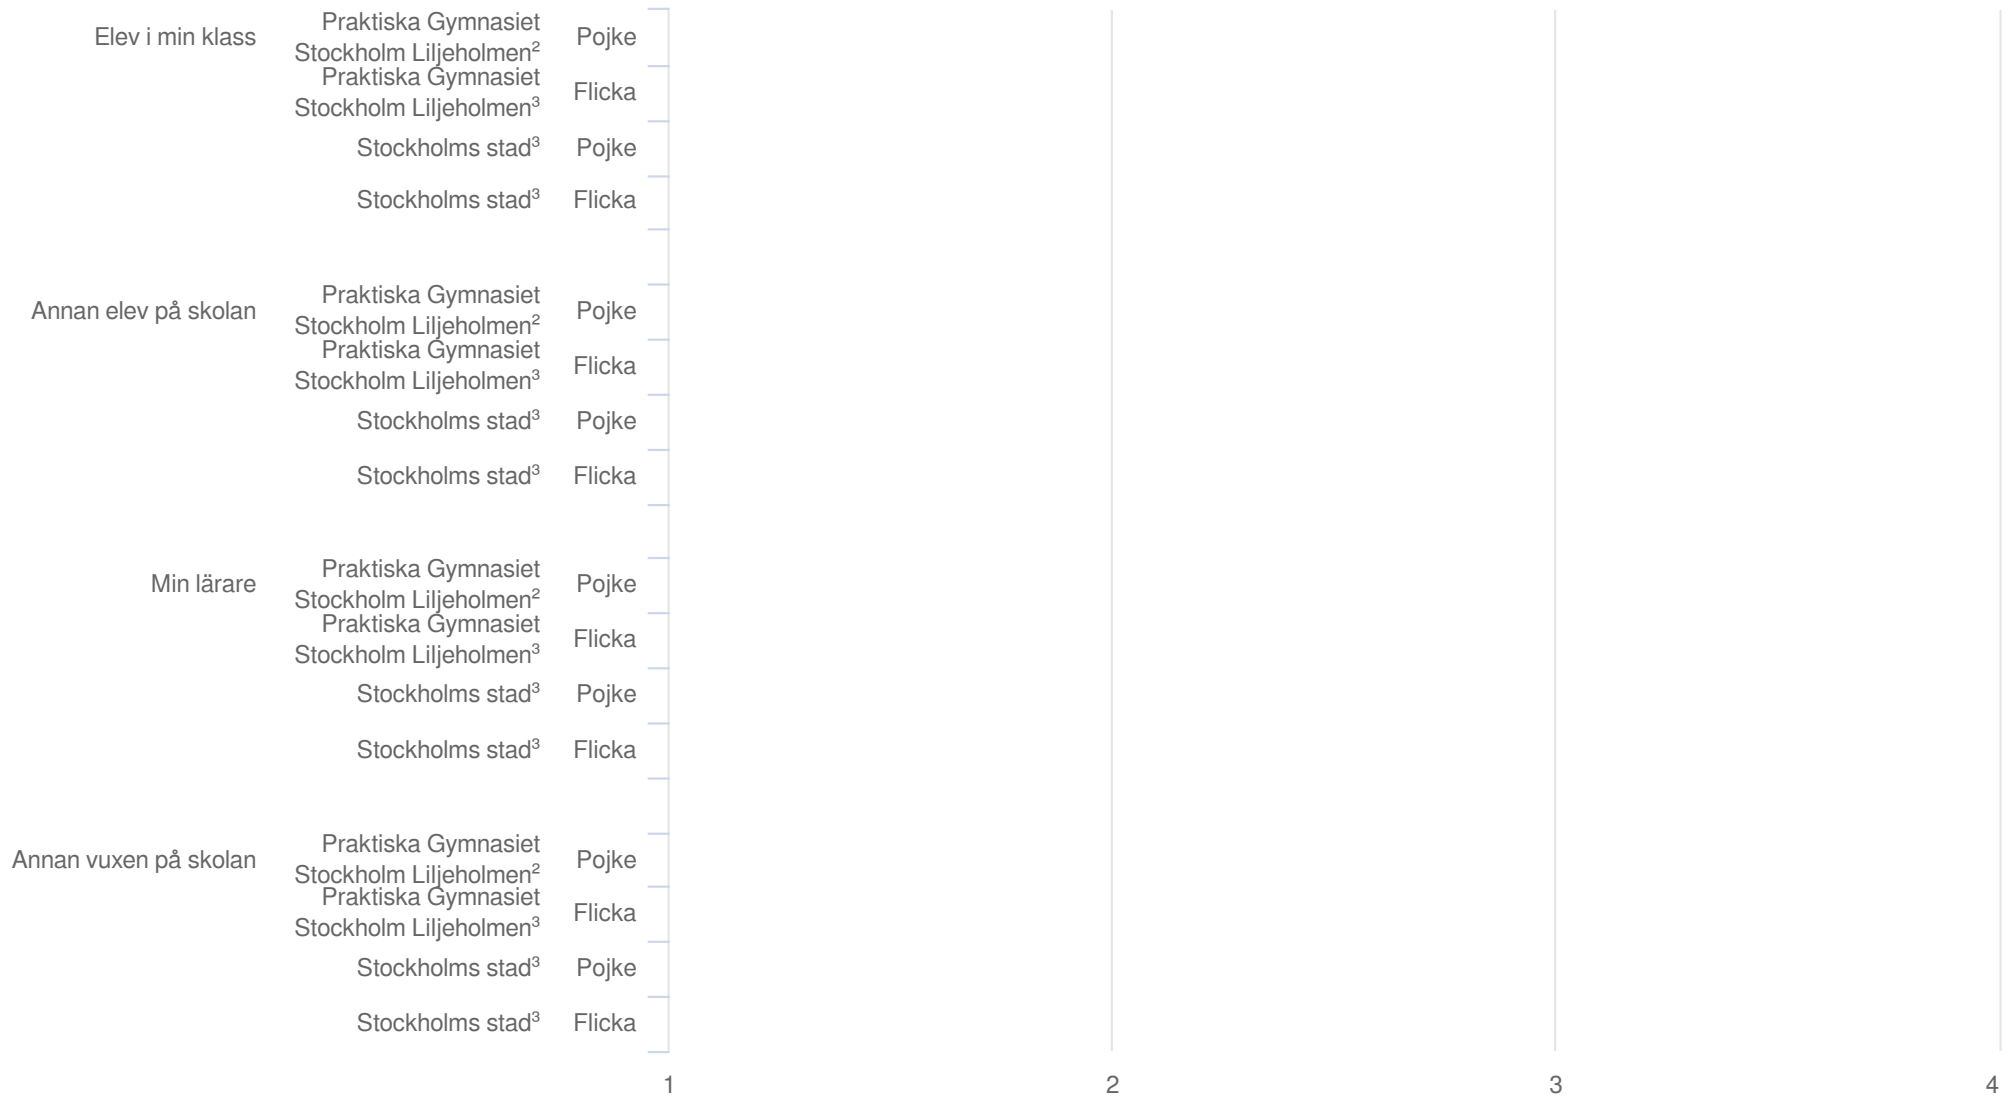 Elev i min klass
Praktiska Gymnasiet
Stockholm Liljeholmen²
Pojke
Praktiska Gymnasiet
Stockholm Liljeholmen³
Flicka
Stockholms stad³
Pojke
Stockholms stad³
Flicka
Annan elev på skolan
Praktiska Gymnasiet
Stockholm Liljeholmen²
Pojke
Praktiska Gymnasiet
Stockholm Liljeholmen³
Flicka
Stockholms stad³
Pojke
Stockholms stad³
Flicka
Min lärare
Praktiska Gymnasiet
Stockholm Liljeholmen²
Pojke
Praktiska Gymnasiet
Stockholm Liljeholmen³
Flicka
Stockholms stad³
Pojke
Stockholms stad³
Flicka
Annan vuxen på skolan
Praktiska Gymnasiet
Stockholm Liljeholmen²
Pojke
Praktiska Gymnasiet
Stockholm Liljeholmen³
Flicka
Stockholms stad³
Pojke
Stockholms stad³
Flicka
1 2 3 4